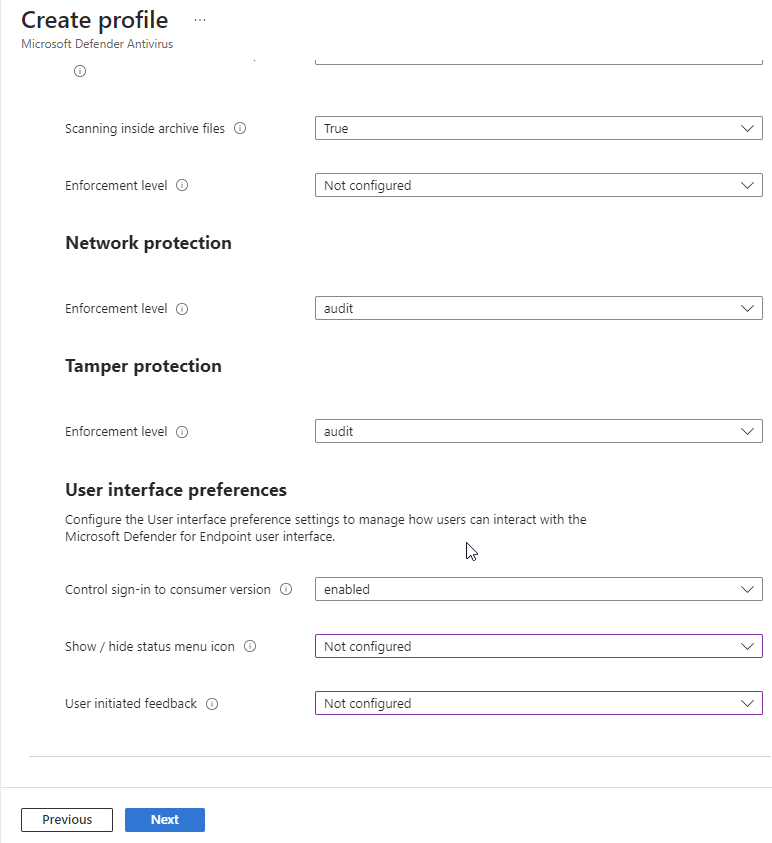 Create profile ...
Microsoft Defender Antivirus
Scanning inside archive files
True
Enforcement level
Not configured
Network protection
Enforcement level
audit
Tamper protection
Enforcement level
audit
User interface preferences
Configure the User interface preference settings to manage how users can interact with the
Microsoft Defender for Endpoint user interface.
Control sign-in to consumer version
enabled
Show / hide status menu icon
Not configured
User initiated feedback
Not configured
Previous
Next